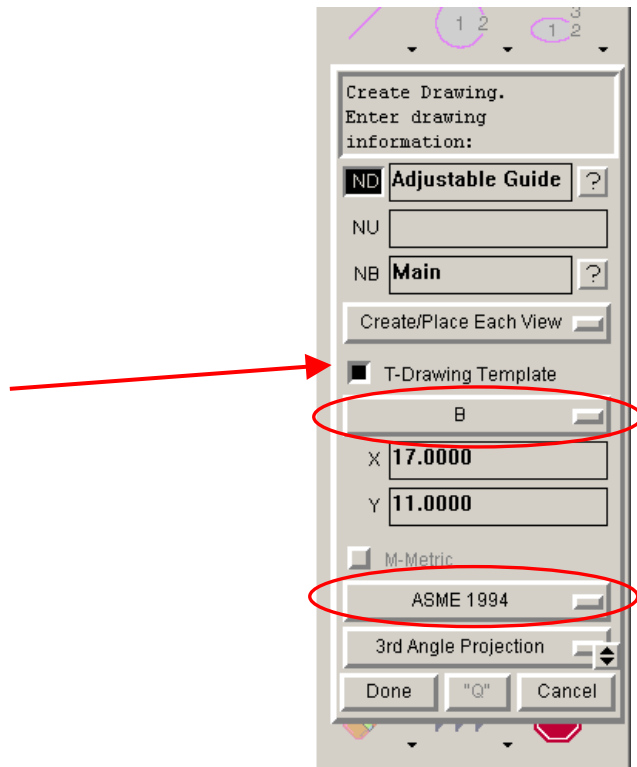 1 2
3
1 2
Create Drawing.
Enter drawing
information:
ND Adjustable Guide ?
NU
NB Main ?
Create/Place Each View
T-Drawing Template
B
X 17.0000
Y 11.0000
M-Metric
ASME 1994
3rd Angle Projection
Done "Q" Cancel